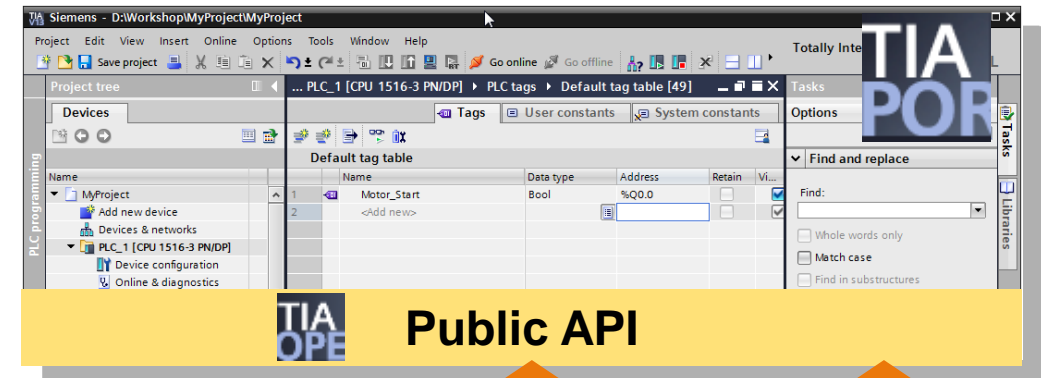 Siemens - D:\Workshop\MyProject\MyProject
Project Edit View Insert Online Options Tools Window Help
Totally Inte
TIA
POR
L
Save project
Go online
Go offline
Project tree
... PLC_1 [CPU 1516-3 PN/DP] ▸ PLC tags ▸ Default tag table [49]
Tasks
Devices
Tags
User constants
System constants
Options
Default tag table
Find and replace
Name
Name
Data type
Address
Retain
Vi...
MyProject
1
Motor_Start
Bool
%Q0.0
Find:
Add new device
2
<Add new>
Devices & networks
Whole words only
PLC_1 [CPU 1516-3 PN/DP]
Match case
Device configuration
Find in substructures
Online & diagnostics
PLC programming
Tasks
Libraries
TIA
OPE
Public API